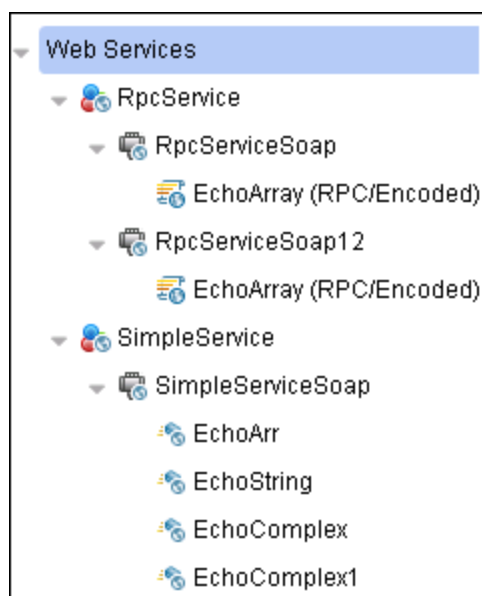 Web Services
RpcService
RpcServiceSoap
EchoArray (RPC/Encoded)
RpcServiceSoap12
EchoArray (RPC/Encoded)
SimpleService
SimpleServiceSoap
EchoArr
EchoString
EchoComplex
EchoComplex1